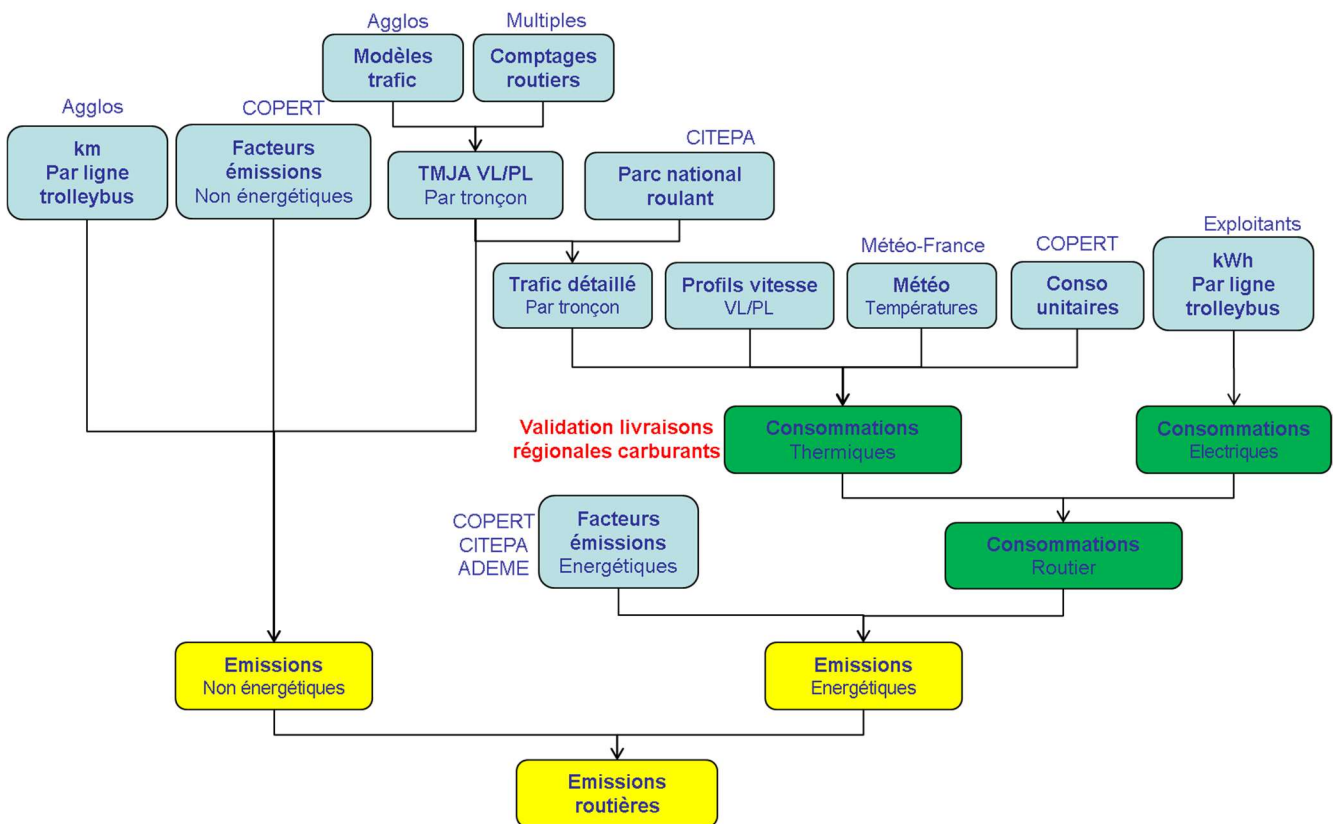 Agglos
Multiples
Modèles
trafic
Comptages
routiers
Agglos
COPERT
CITEPA
km
Par ligne
trolleybus
Facteurs
émissions
Non énergétiques
TMJA VL/PL
Par tronçon
Parc national
roulant
Météo-France
COPERT
Exploitants
Trafic détaillé
Par tronçon
Profils vitesse
VL/PL
Météo
Températures
Conso
unitaires
kWh
Par ligne
trolleybus
Validation livraisons
régionales carburants
Consommations
Thermiques
Consommations
Electriques
COPERT
CITEPA
ADEME
Facteurs
émissions
Energétiques
Consommations
Routier
Emissions
Non énergétiques
Emissions
Energétiques
Emissions
routières